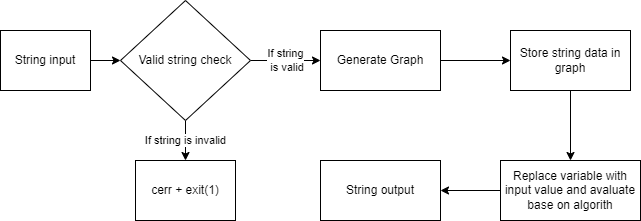 String input
Valid string check
If string
is valid
Generate Graph
Store string data in
graph
If string is invalid
cerr + exit(1)
String output
Replace variable with
input value and avaluate
base on algorith